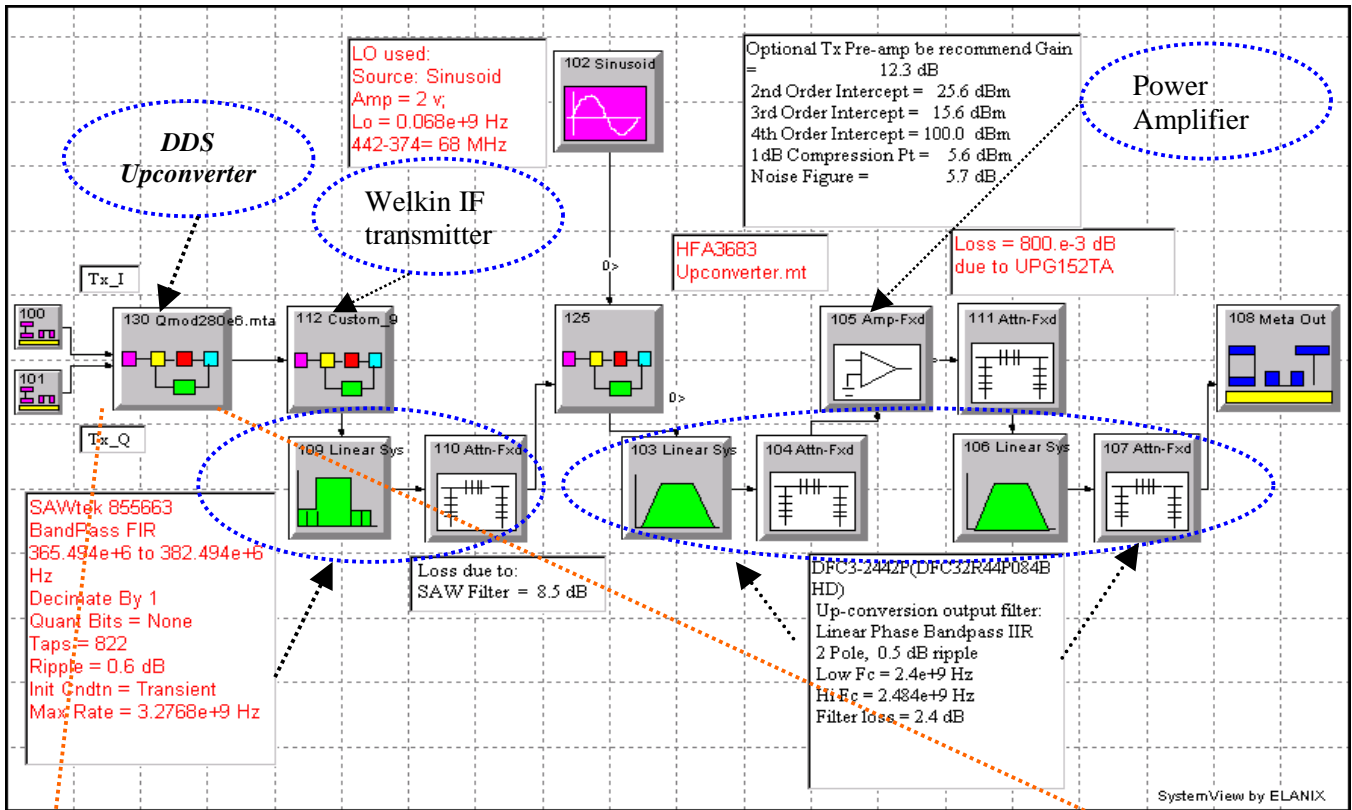 LO used:
Source: Sinusoid
Amp = 2 v;
Lo = 0.068e+9 Hz
442-374= 68 MHz
102 Sinusoid
Optional Tx Pre-amp be recommend Gain
= 12.3 dB
2nd Order Intercept = 25.6 dBm
3rd Order Intercept = 15.6 dBm
4th Order Intercept = 100.0 dBm
1dB Compression Pt = 5.6 dBm
Noise Figure = 5.7 dB
Power
Amplifier
DDS
Upconverter
Welkin IF
transmitter
HFA3683
Upconverter.mt
Loss = 800.e-3 dB
due to UPG152TA
0>
Tx_I
100
101
130 Qmod280e6.mta
112 Custom_9
125
0>
105 Amp-Fxd
111 Attn-Fxd
108 Meta Out
Tx_Q
109 Linear Sys
110 Attn-Fxd
103 Linear Sys
104 Attn-Fxd
106 Linear Sys
107 Attn-Fxd
SAWtek 855663
BandPass FIR
365.494e+6 to 382.494e+6
Hz
Decimate By 1
Quant Bits = None
Taps = 822
Ripple = 0.6 dB
Init Cndtn = Transient
Max Rate = 3.2768e+9 Hz
Loss due to:
SAW Filter = 8.5 dB
DFC3-2442P(DFC32R44P084B
HD)
Up-conversion output filter:
Linear Phase Bandpass IIR
2 Pole, 0.5 dB ripple
Low Fc = 2.4e+9 Hz
Hi Fc = 2.484e+9 Hz
Filter loss = 2.4 dB
SystemView by ELANIX